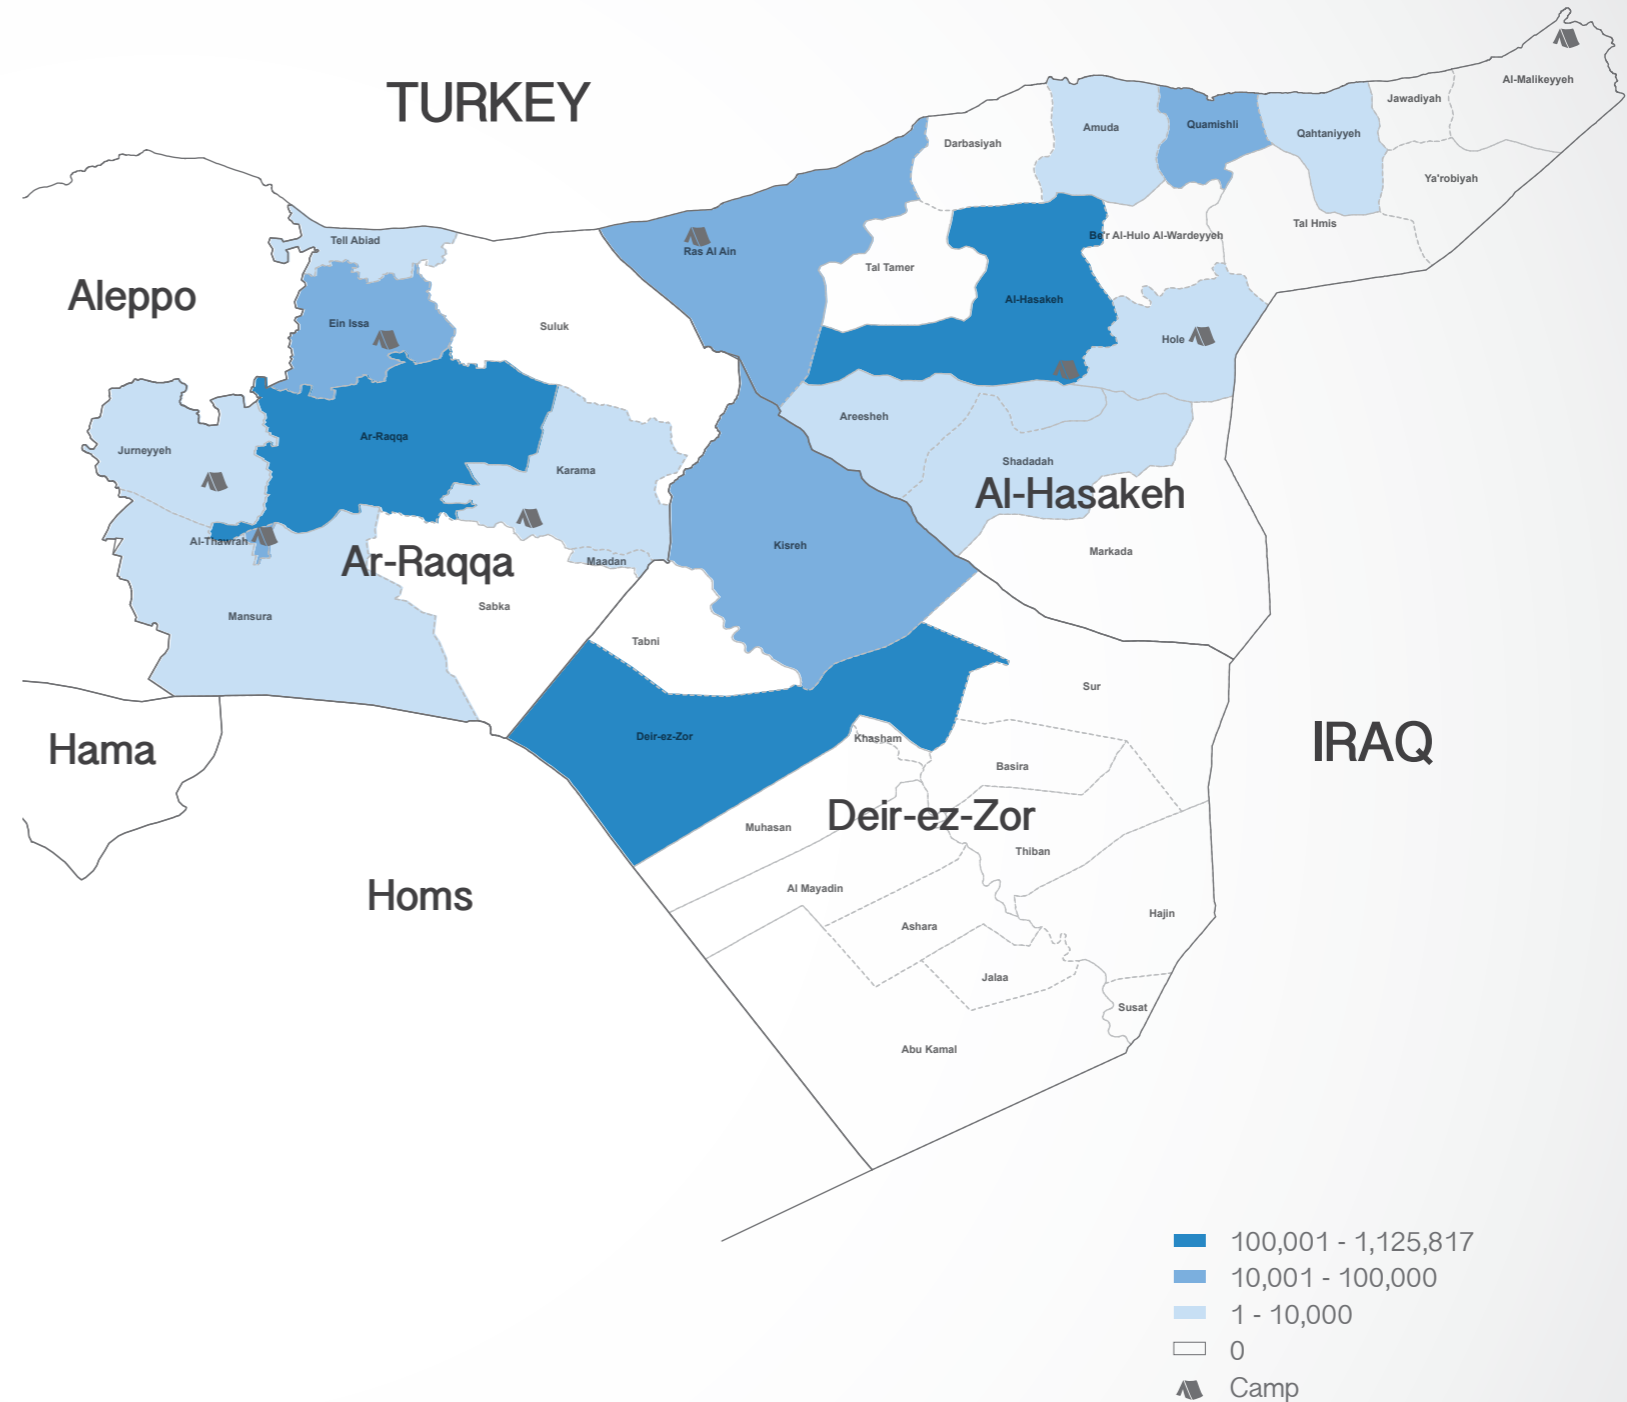 TURKEY
Al-Malikeyyeh
Jawadiyah
Amuda
Quamishli
Qahtaniyyeh
Darbasiyah
Ya'robiyah
Tal Hmis
Be'r Al-Hulo Al-Wardeyyeh
Tell Abiad
Ras Al Ain
Tal Tamer
Aleppo
Al-Hasakeh
Ein Issa
Suluk
Hole
Areesheh
Ar-Raqqa
Jurneyyeh
Karama
Shadadah
Al-Hasakeh
Al-Thawrah
Kisreh
Markada
Ar-Raqqa
Maadan
Sabka
Mansura
Tabni
Sur
Deir-ez-Zor
Khasham
Hama
IRAQ
Basira
Deir-ez-Zor
Muhasan
Thiban
Homs
Al Mayadin
Hajin
Ashara
Jalaa
Susat
Abu Kamal
100,001 - 1,125,817
10,001 - 100,000
1 - 10,000
0
Camp